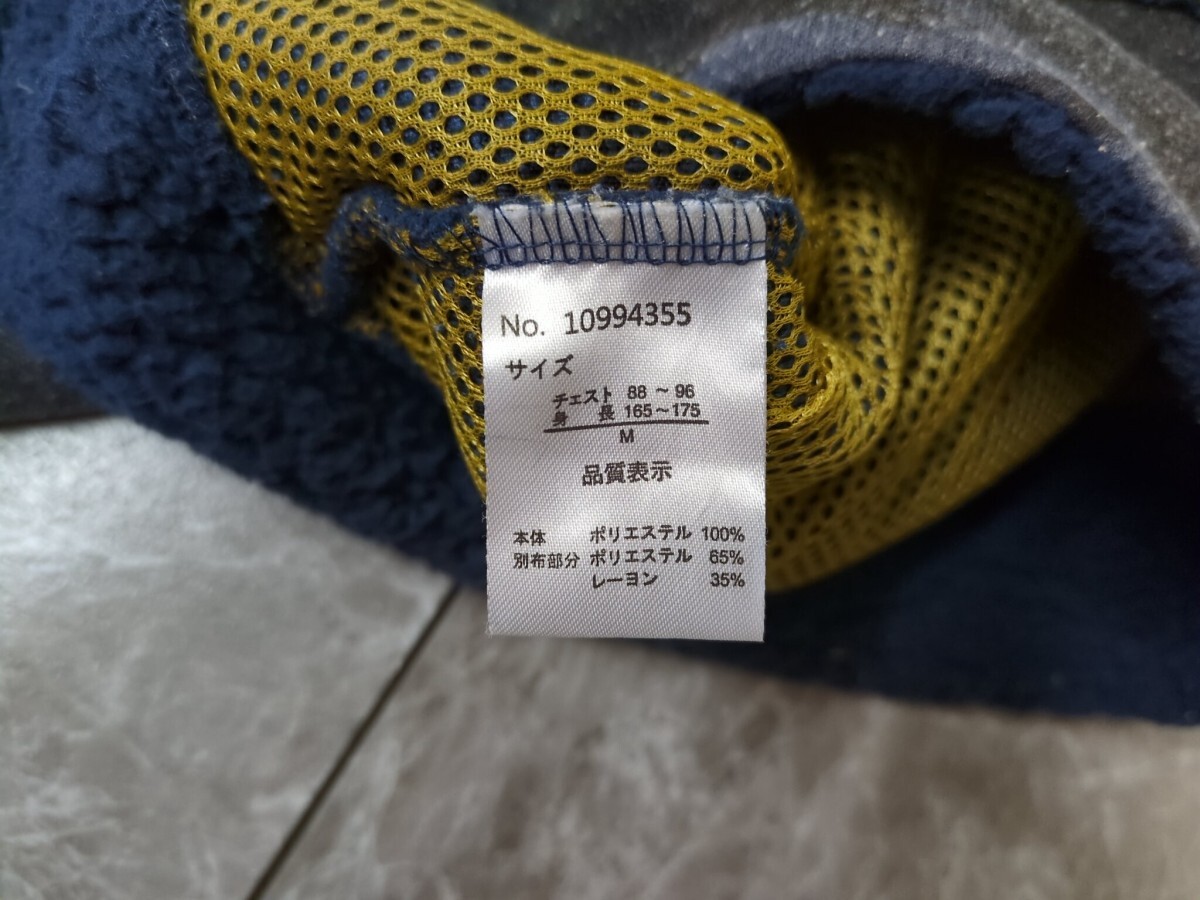 No. 10994355
サイズ
チェスト 88 ~ 96
身 長 165~175
M
品質表示
本体 ポリエステル 100%
別布部分 ポリエステル 65%
レーヨン 35%